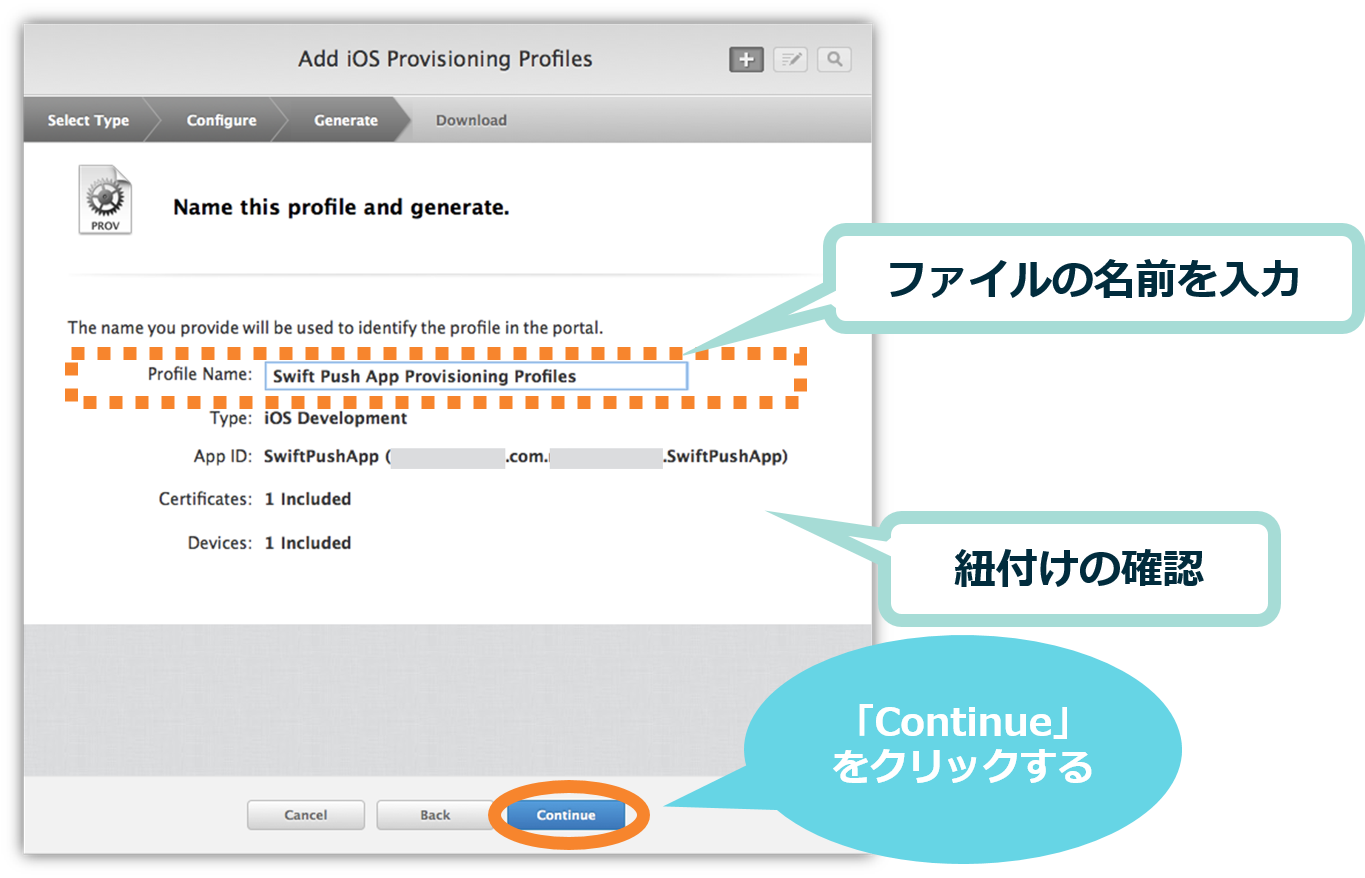 Add iOS Provisioning Profiles
Select Type
Configure
Generate
Download
PROV
Name this profile and generate.
ファイルの名前を入力
The name you provide will be used to identify the profile in the portal.
Profile Name: Swift Push App Provisioning Profiles
Type: iOS Development
App ID: SwiftPushApp ( .com. .SwiftPushApp)
Certificates: 1 Included
Devices: 1 Included
紐付けの確認
「Continue」
をクリックする
Cancel
Back
Continue